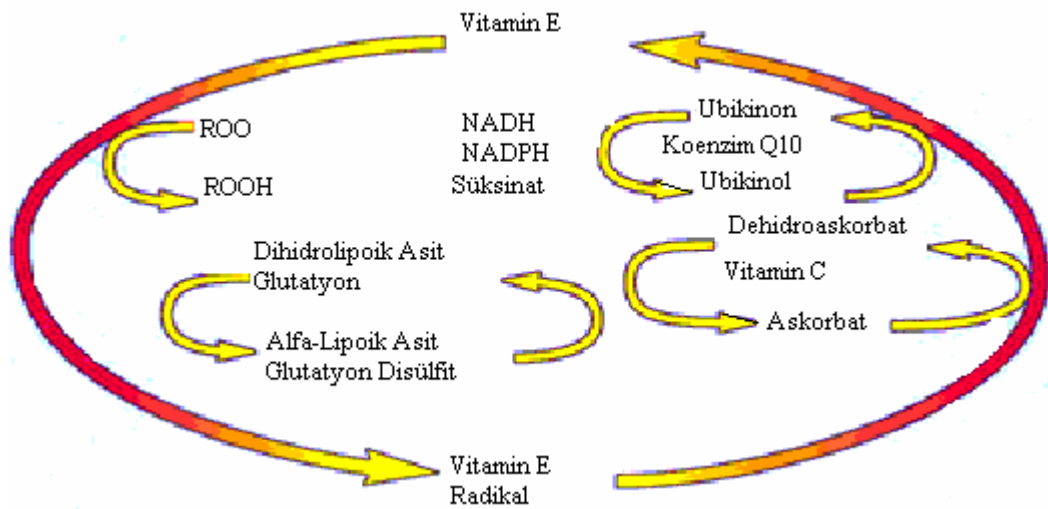 Vitamin E
ROO
ROOH
NADH
NADPH
Süksinat
Ubikinon
Koenzim Q10
Ubikinol
Dehidroaskorbat
Vitamin C
Askorbat
Dihidrolipoik Asit
Glutatyon
Alfa-Lipoik Asit
Glutatyon Disülfit
Vitamin E
Radikal